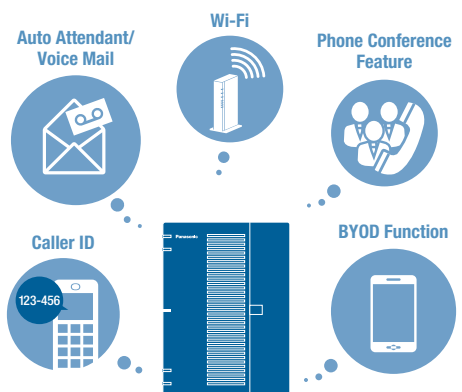 Wi-Fi
Auto Attendant/
Voice Mail
Phone Conference
Feature
Caller ID
123-456
Panasonic
BYOD Function